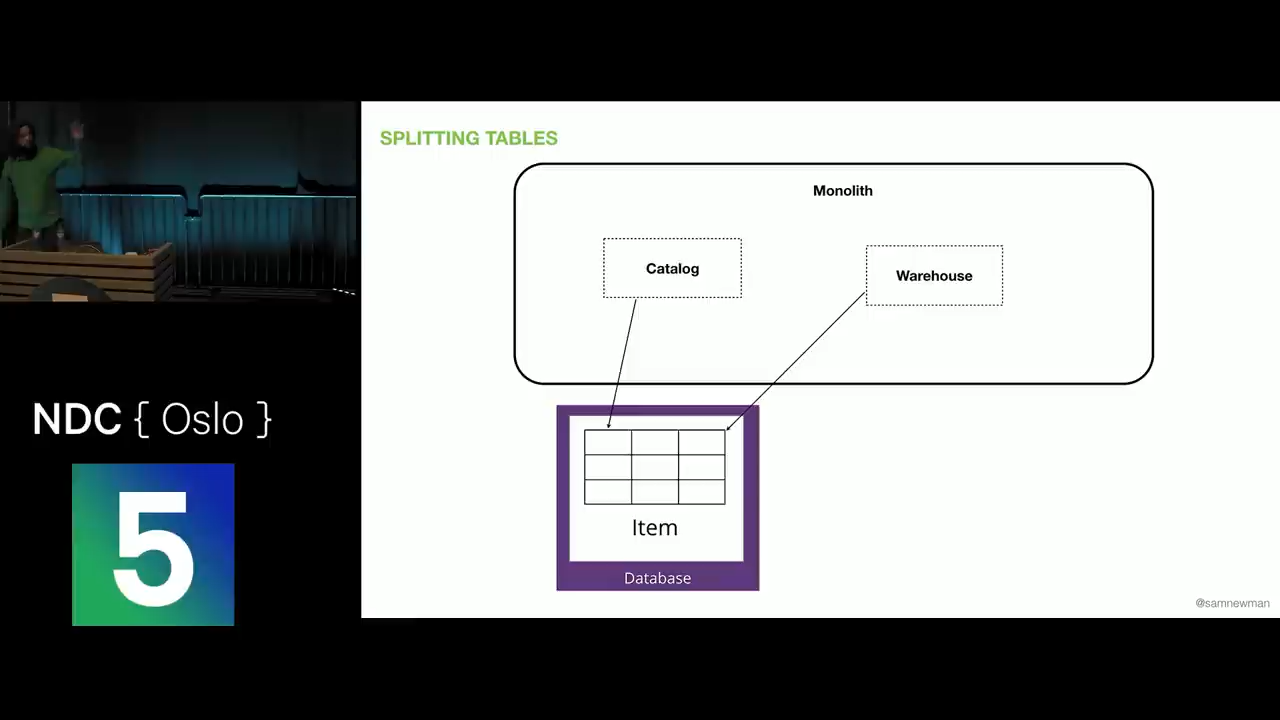 SPLITTING TABLES
Monolith
Catalog
Warehouse
Item
Database
@samnewman
NDC { Oslo }
5